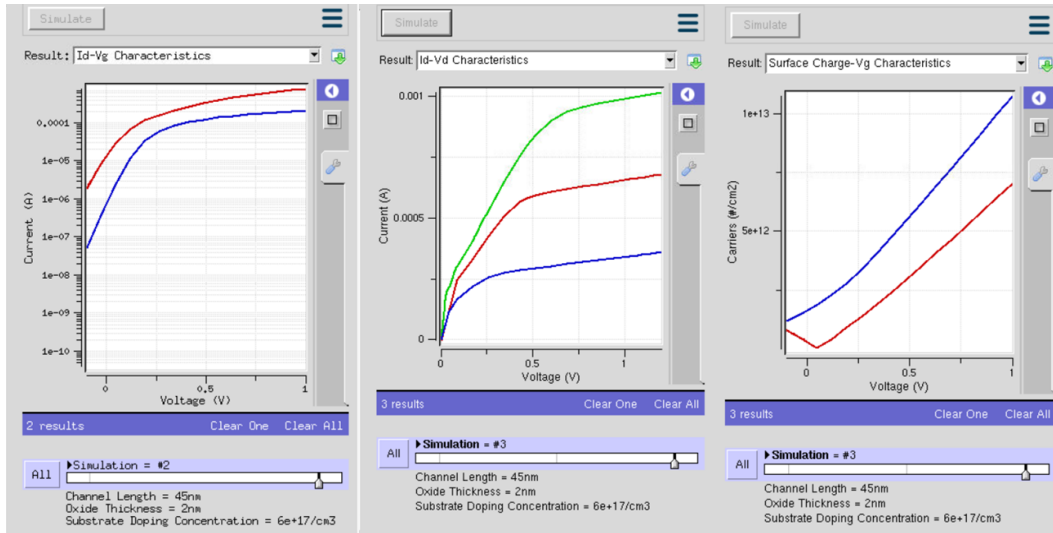 Simulate
Result: Id-Vg Characteristics
0.0001
1e-05
1e-06
1e-07
1e-08
1e-09
1e-10
Current (A)
0
0.5
1
Voltage (V)
2 results
Clear One
Clear All
All
Simulation = #2
Channel Length = 45nm
Oxide Thickness = 2nm
Substrate Doping Concentration = 6e+17/cm3
Simulate
Result: Id-Vd Characteristics
0.001
0.0005
0
Current (A)
0
0.5
1
Voltage (V)
3 results
Clear One
Clear All
All
Simulation = #3
Channel Length = 45nm
Oxide Thickness = 2nm
Substrate Doping Concentration = 6e+17/cm3
Simulate
Result: Surface Charge-Vg Characteristics
1e+13
5e+12
Carriers (#/cm2)
0
0.5
1
Voltage (V)
3 results
Clear One
Clear All
All
Simulation = #3
Channel Length = 45nm
Oxide Thickness = 2nm
Substrate Doping Concentration = 6e+17/cm3